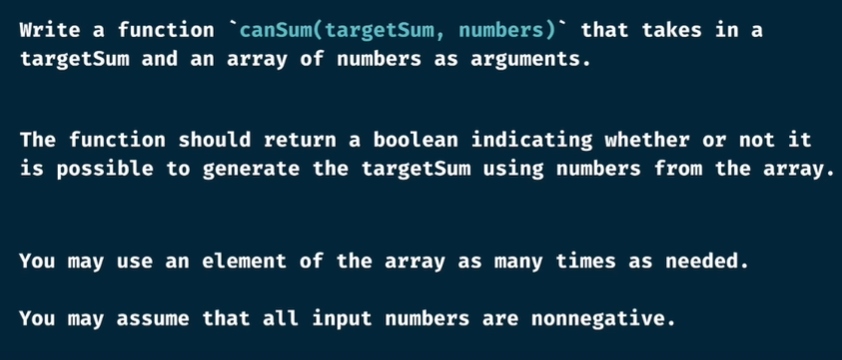 Write a function `canSum(targetSum, numbers)` that takes in a
targetSum and an array of numbers as arguments.
The function should return a boolean indicating whether or not it
is possible to generate the targetSum using numbers from the array.
You may use an element of the array as many times as needed.
You may assume that all input numbers are nonnegative.